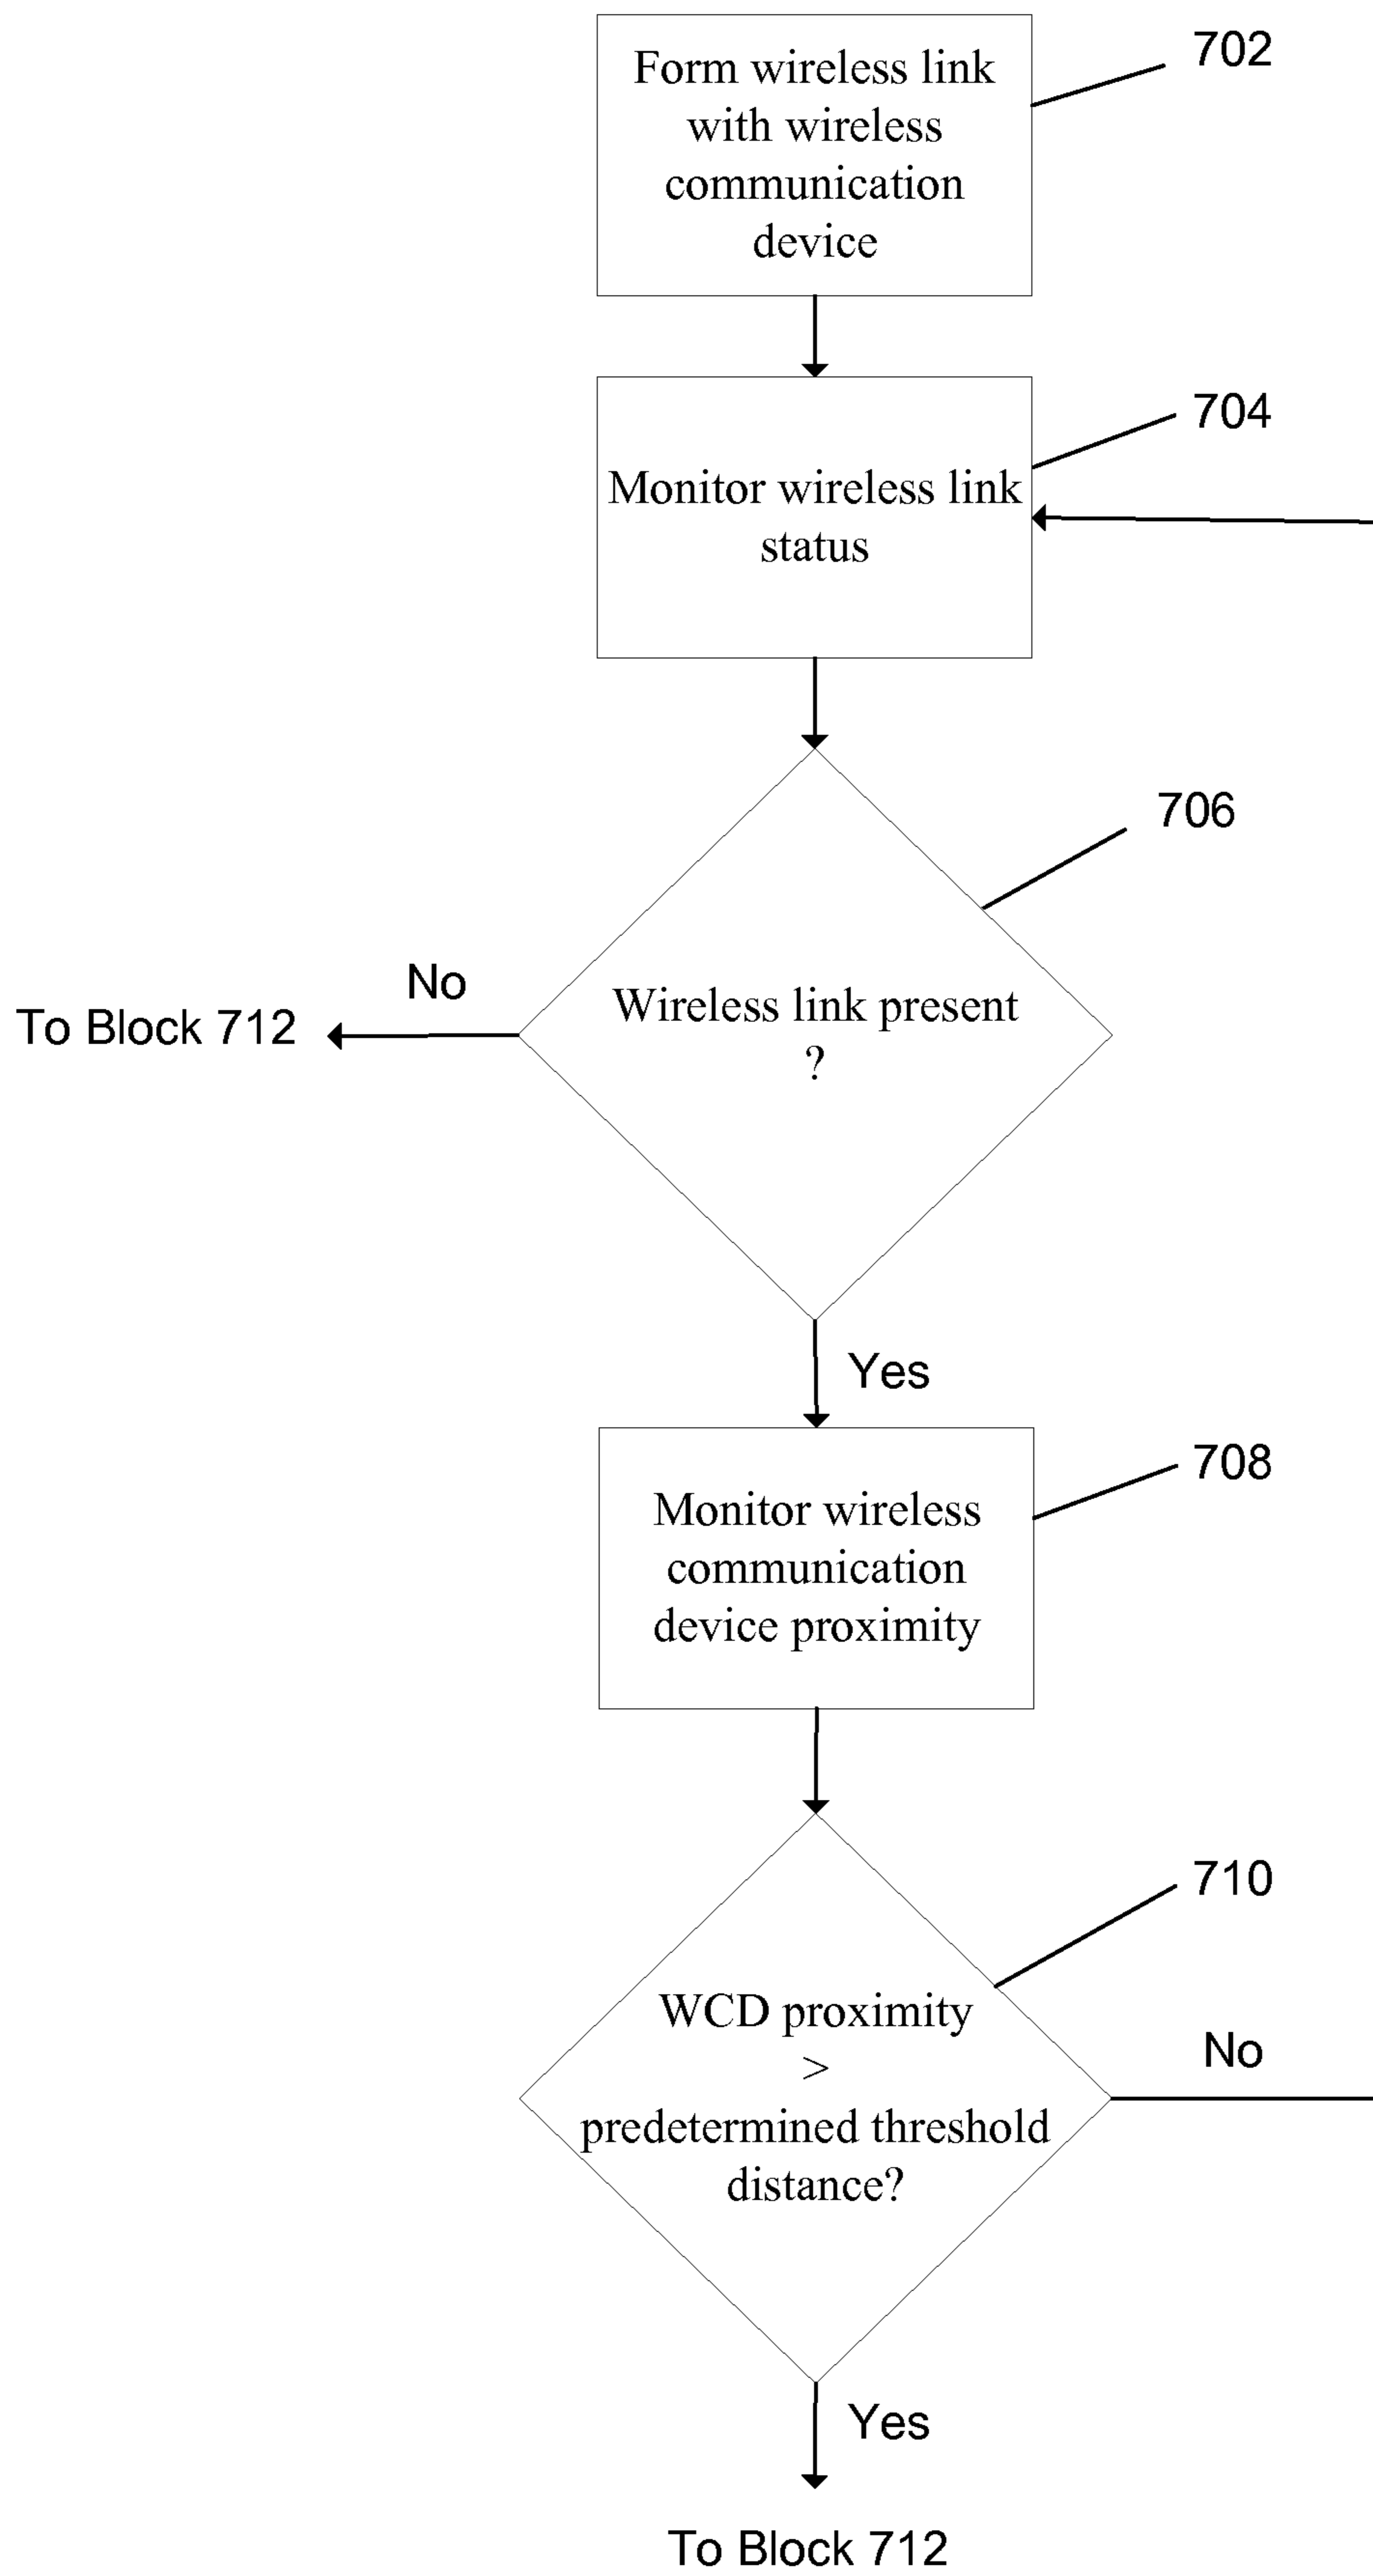 Form wireless link
with wireless
communication
device
702
Monitor wireless link
status
704
706
No
To Block 712
Wireless link present
?
Yes
708
Monitor wireless
communication
device proximity
710
WCD proximity
>
predetermined threshold
distance?
No
Yes
To Block 712